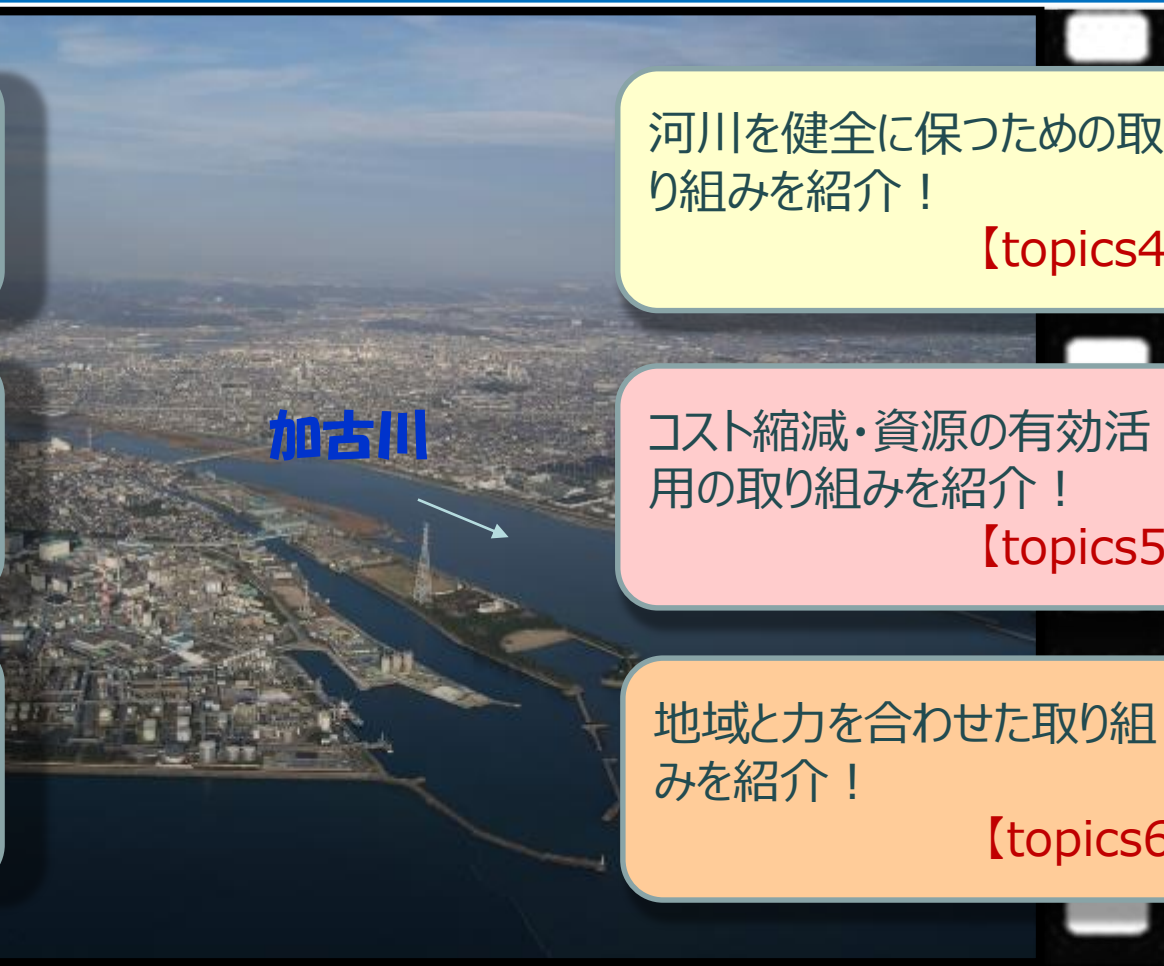 河川を健全に保つための取
り組みを紹介！
【topics4
加古川
コスト縮減・資源の有効活
用の取り組みを紹介！
【topics5
地域と力を合わせた取り組
みを紹介！
【topics6